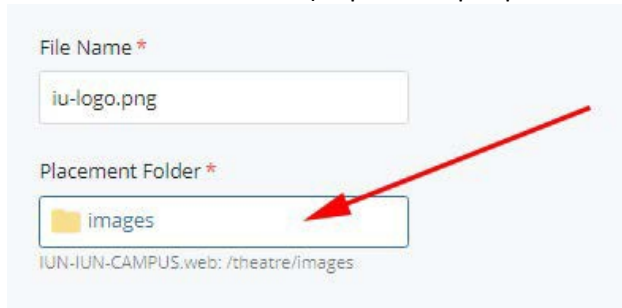 File Name *
iu-logo.png
Placement Folder *
images
IUN-IUN-CAMPUS.web: /theatre/images